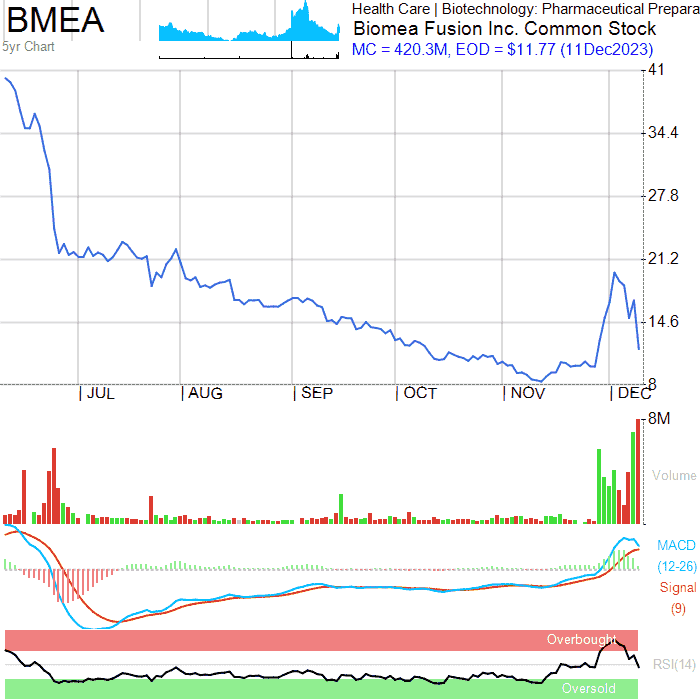 BMEA
5yr Chart
Health Care | Biotechnology: Pharmaceutical Prepara
Biomea Fusion Inc. Common Stock
MC = 420.3M, EOD = $11.77 (11Dec2023)
41
34.4
27.8
21.2
14.6
8
| JUL | AUG | SEP | OCT | NOV | DEC
8M
Volume
MACD
(12-26)
Signal
(9)
Overbought
RSI(14)
Oversold